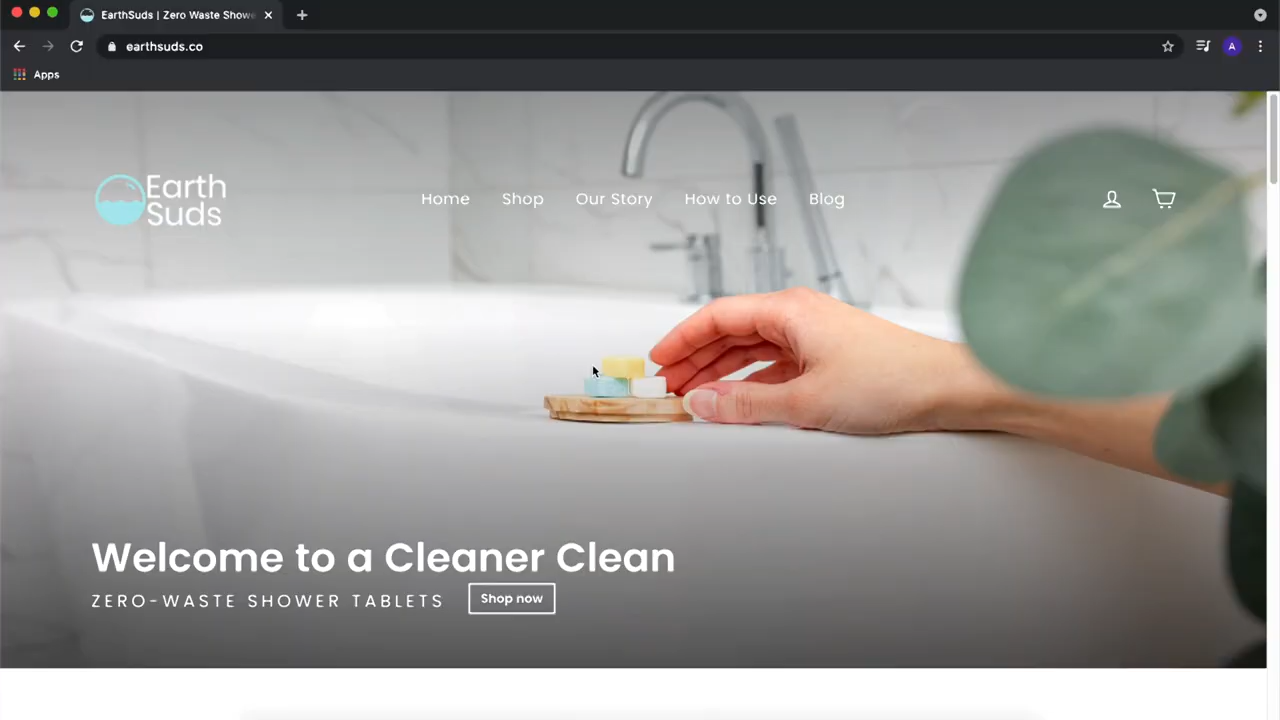 EarthSuds | Zero Waste Showe
earthsuds.co
A
Apps
Earth
Suds
Home
Shop
Our Story
How to Use
Blog
Welcome to a Cleaner Clean
ZERO-WASTE SHOWER TABLETS
Shop now